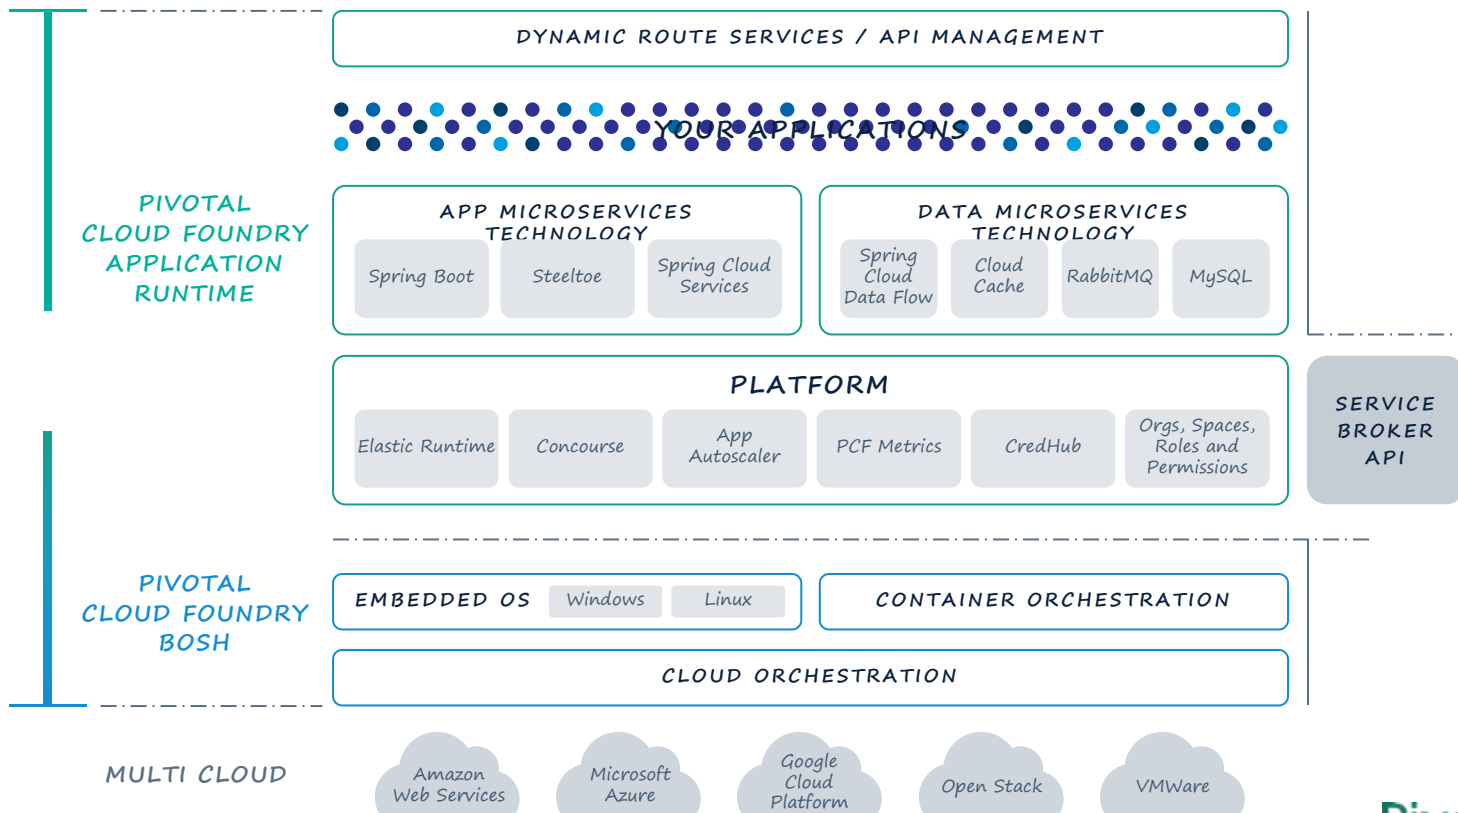 DYNAMIC ROUTE SERVICES / API MANAGEMENT
YOUR APPLICATIONS
PIVOTAL
CLOUD FOUNDRY
APPLICATION
RUNTIME
APP MICROSERVICES
TECHNOLOGY
Spring Boot
Steeltoe
Spring Cloud
Services
DATA MICROSERVICES
TECHNOLOGY
Spring
Cloud
Data Flow
Cloud
Cache
RabbitMQ
MySQL
PLATFORM
Elastic Runtime
Concourse
App
Autoscaler
PCF Metrics
CredHub
Orgs, Spaces,
Roles and
Permissions
SERVICE
BROKER
API
PIVOTAL
CLOUD FOUNDRY
BOSH
EMBEDDED OS
Windows
Linux
CONTAINER ORCHESTRATION
CLOUD ORCHESTRATION
MULTI CLOUD
Amazon
Web Services
Microsoft
Azure
Google
Cloud
Platform
Open Stack
VMWare